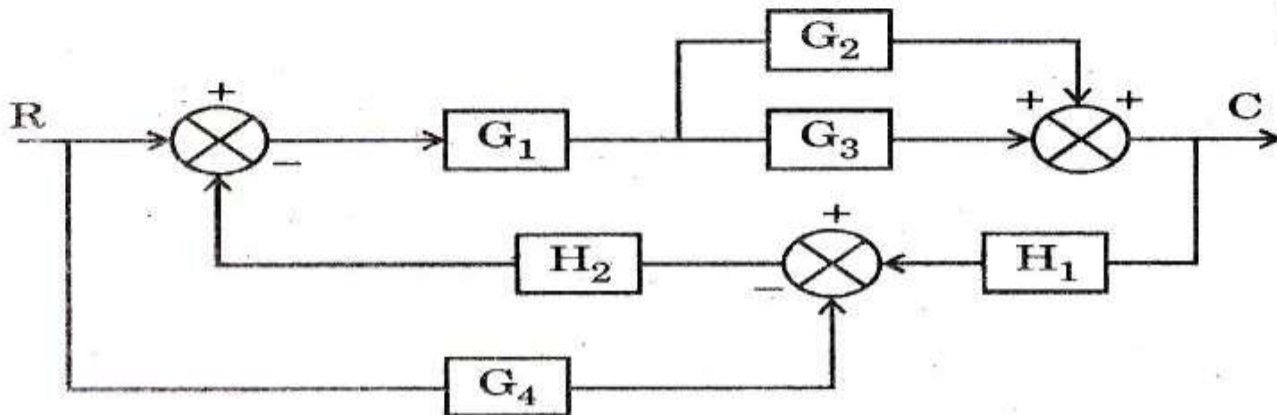 G₂
+ + +
R C
G₁ G₃
−
+
H₂ H₁
−
G₄